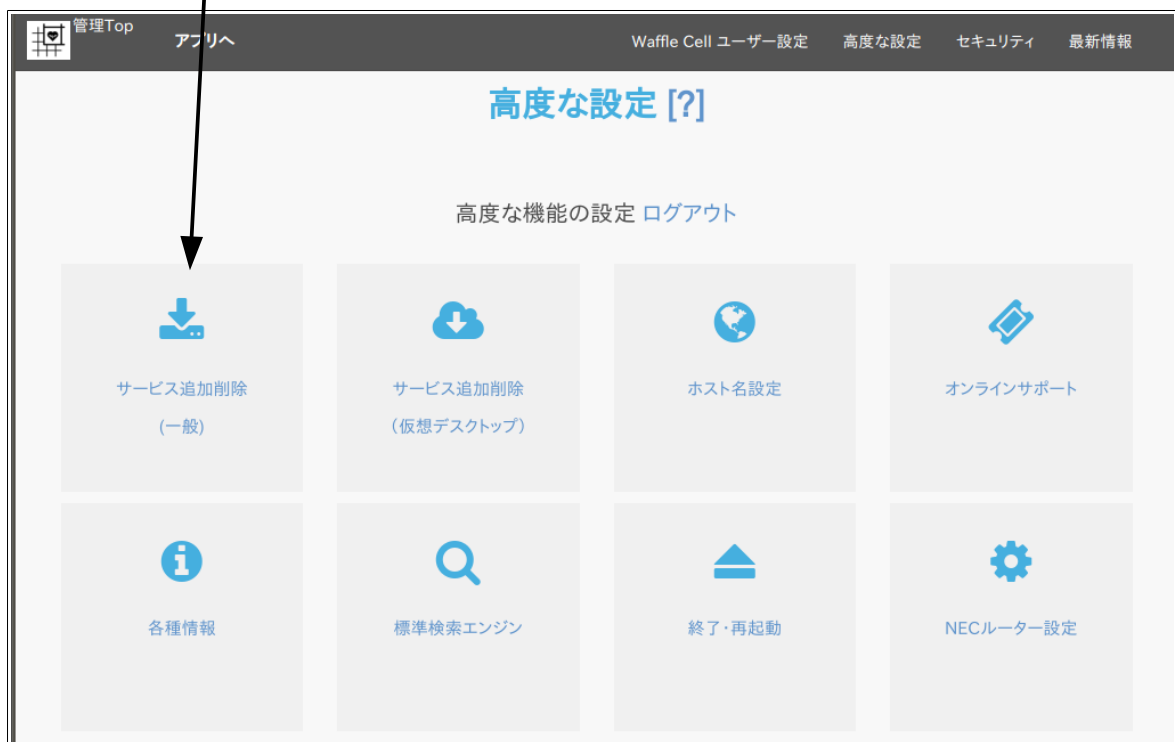 管理Top
アプリへ
Waffle Cell ユーザー設定
高度な設定
セキュリティ
最新情報
高度な設定 [?]
高度な機能の設定 ログアウト
サービス追加削除
(一般)
サービス追加削除
（仮想デスクトップ）
ホスト名設定
オンラインサポート
各種情報
標準検索エンジン
終了・再起動
NECルーター設定